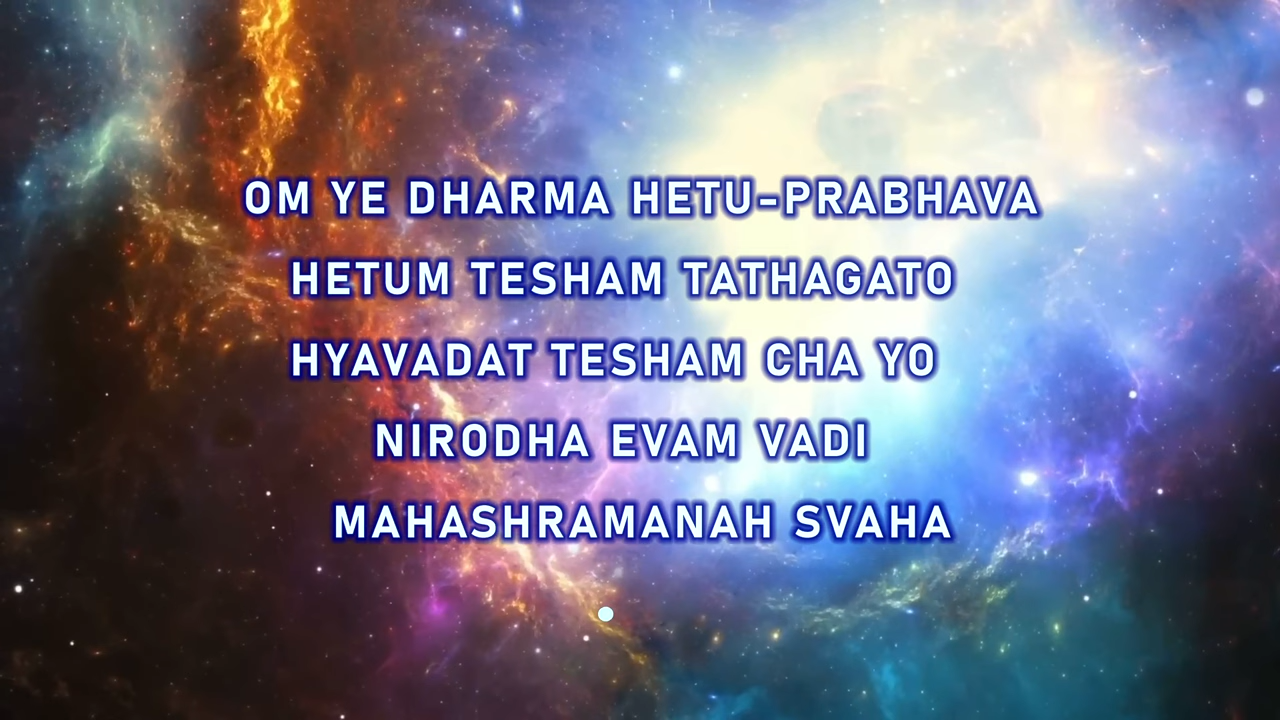 OM YE DHARMA HETU-PRABHAVA
HETUM TESHAM TATHAGATO
HYAVADAT TESHAM CHA YO
NIRODHA EVAM VADI
MAHASHRAMANAH SVAHA